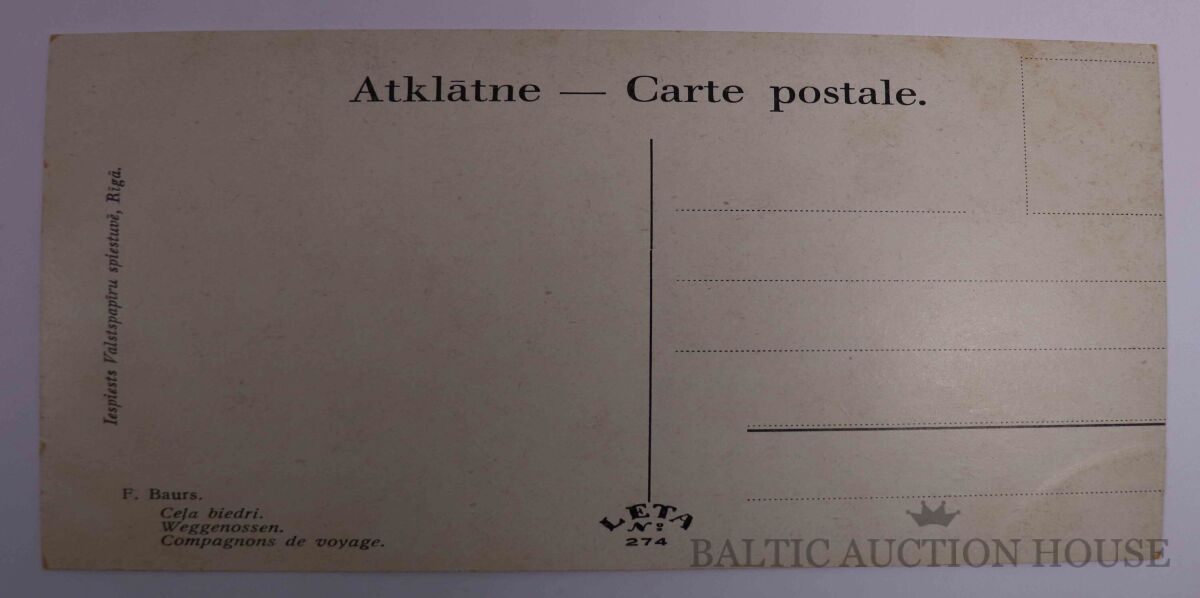 Atklātne — Carte postale.
Iespiests Valstspapīru spiestuvē, Rīgā.
F. Baurs.
Ceļa biedri.
Weggenossen.
Compagnons de voyage.
LETA
№
274
BALTIC AUCTION HOUSE